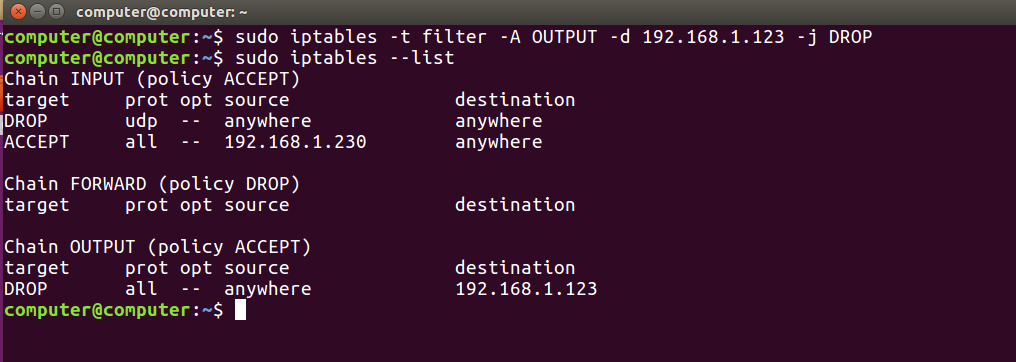 computer@computer: ~
computer@computer:~$ sudo iptables -t filter -A OUTPUT -d 192.168.1.123 -j DROP
computer@computer:~$ sudo iptables --list
Chain INPUT (policy ACCEPT)
target     prot opt source               destination
DROP       udp  --  anywhere             anywhere
ACCEPT     all  --  192.168.1.230        anywhere

Chain FORWARD (policy DROP)
target     prot opt source               destination

Chain OUTPUT (policy ACCEPT)
target     prot opt source               destination
DROP       all  --  anywhere             192.168.1.123
computer@computer:~$